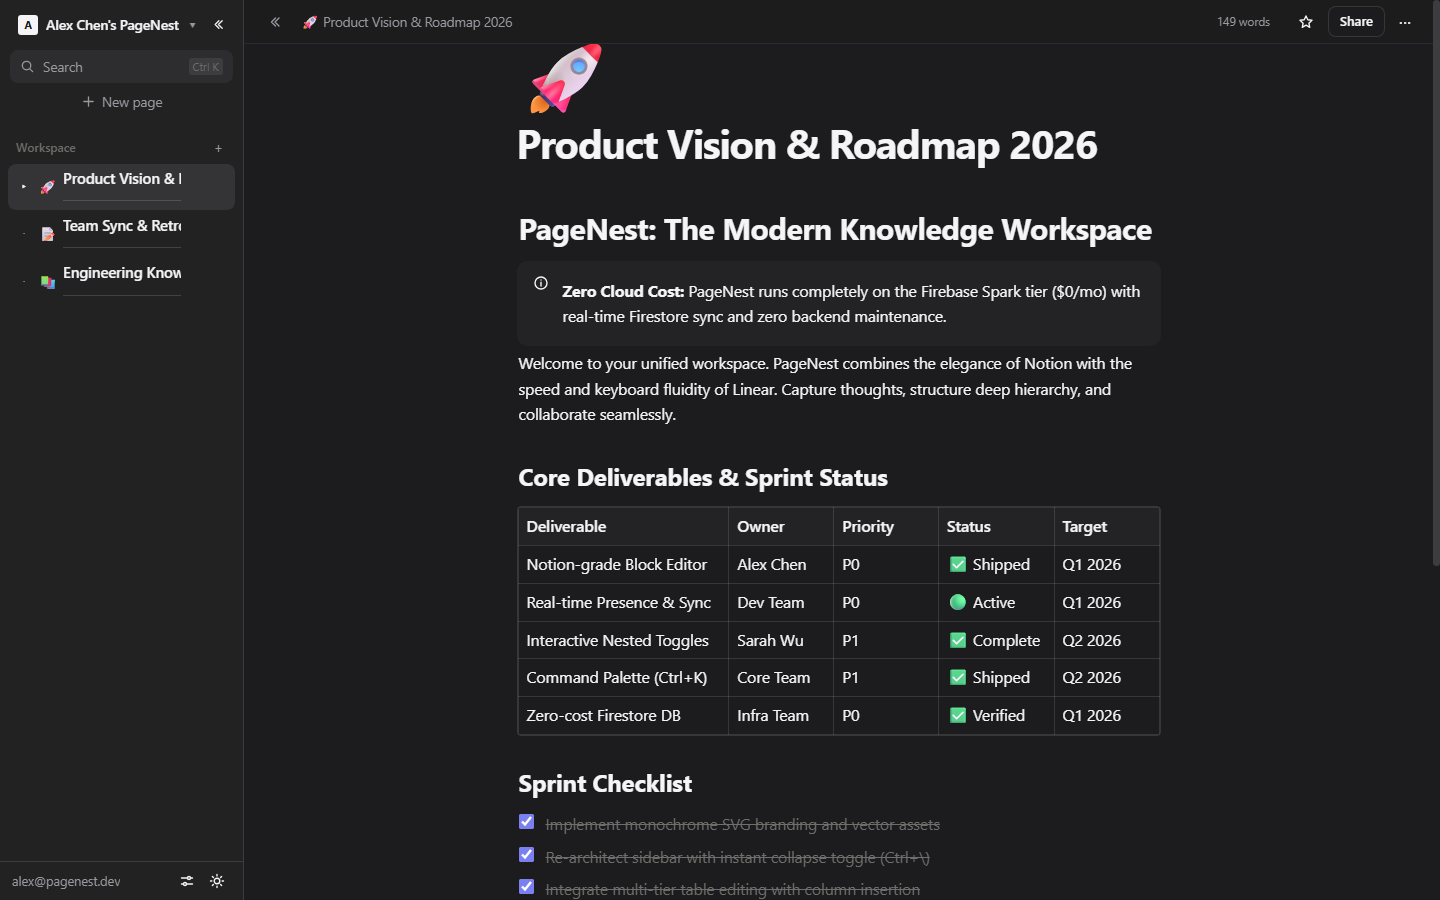 A Alex Chen's PageNest
Search Ctrl K
+ New page
Workspace +
Product Vision &
Team Sync & Retr
Engineering Know
alex@pagenest.dev
Product Vision & Roadmap 2026
149 words
Share
Product Vision & Roadmap 2026
PageNest: The Modern Knowledge Workspace
Zero Cloud Cost: PageNest runs completely on the Firebase Spark tier ($0/mo) with
real-time Firestore sync and zero backend maintenance.
Welcome to your unified workspace. PageNest combines the elegance of Notion with the
speed and keyboard fluidity of Linear. Capture thoughts, structure deep hierarchy, and
collaborate seamlessly.
Core Deliverables & Sprint Status
Deliverable Owner Priority Status Target
Notion-grade Block Editor Alex Chen P0 ✅ Shipped Q1 2026
Real-time Presence & Sync Dev Team P0 🟢 Active Q1 2026
Interactive Nested Toggles Sarah Wu P1 ✅ Complete Q2 2026
Command Palette (Ctrl+K) Core Team P1 ✅ Shipped Q2 2026
Zero-cost Firestore DB Infra Team P0 ✅ Verified Q1 2026
Sprint Checklist
Implement monochrome SVG branding and vector assets
Re-architect sidebar with instant collapse toggle (Ctrl+\)
Integrate multi-tier table editing with column insertion